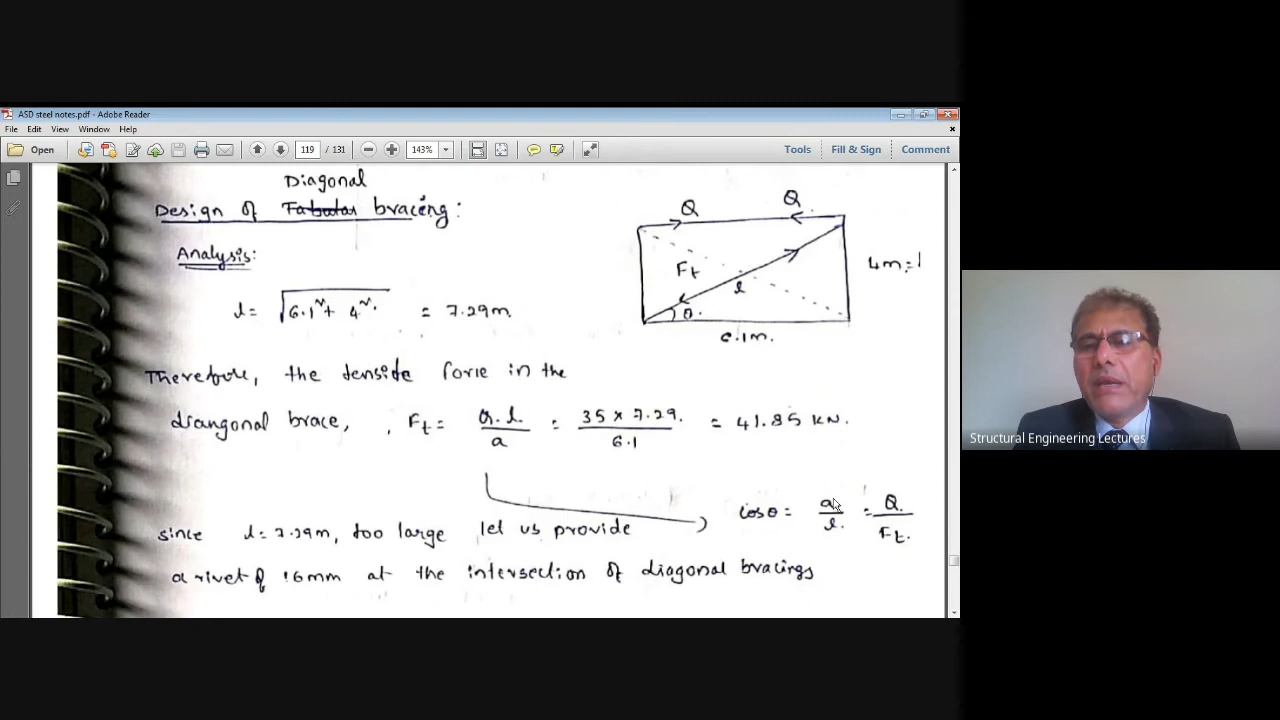 ASD steel notes.pdf - Adobe Reader
File Edit View Window Help
Open 119 / 131 143% Tools Fill & Sign Comment
Diagonal
Design of Tabular bracing:
Analysis:
l = √6.1² + 4² = 7.29m
Q Q
Ft l θ
4m = l
6.1m.
Therefore, the tenside force in the
diangonal brace, Ft = Q.l / a = 35 × 7.29 / 6.1 = 41.85 KN.
cosθ = a / l = Q / Ft.
since l = 7.29m, too large let us provide
a rivet of 16mm at the intersection of diagonal bracings
Structural Engineering Lectures